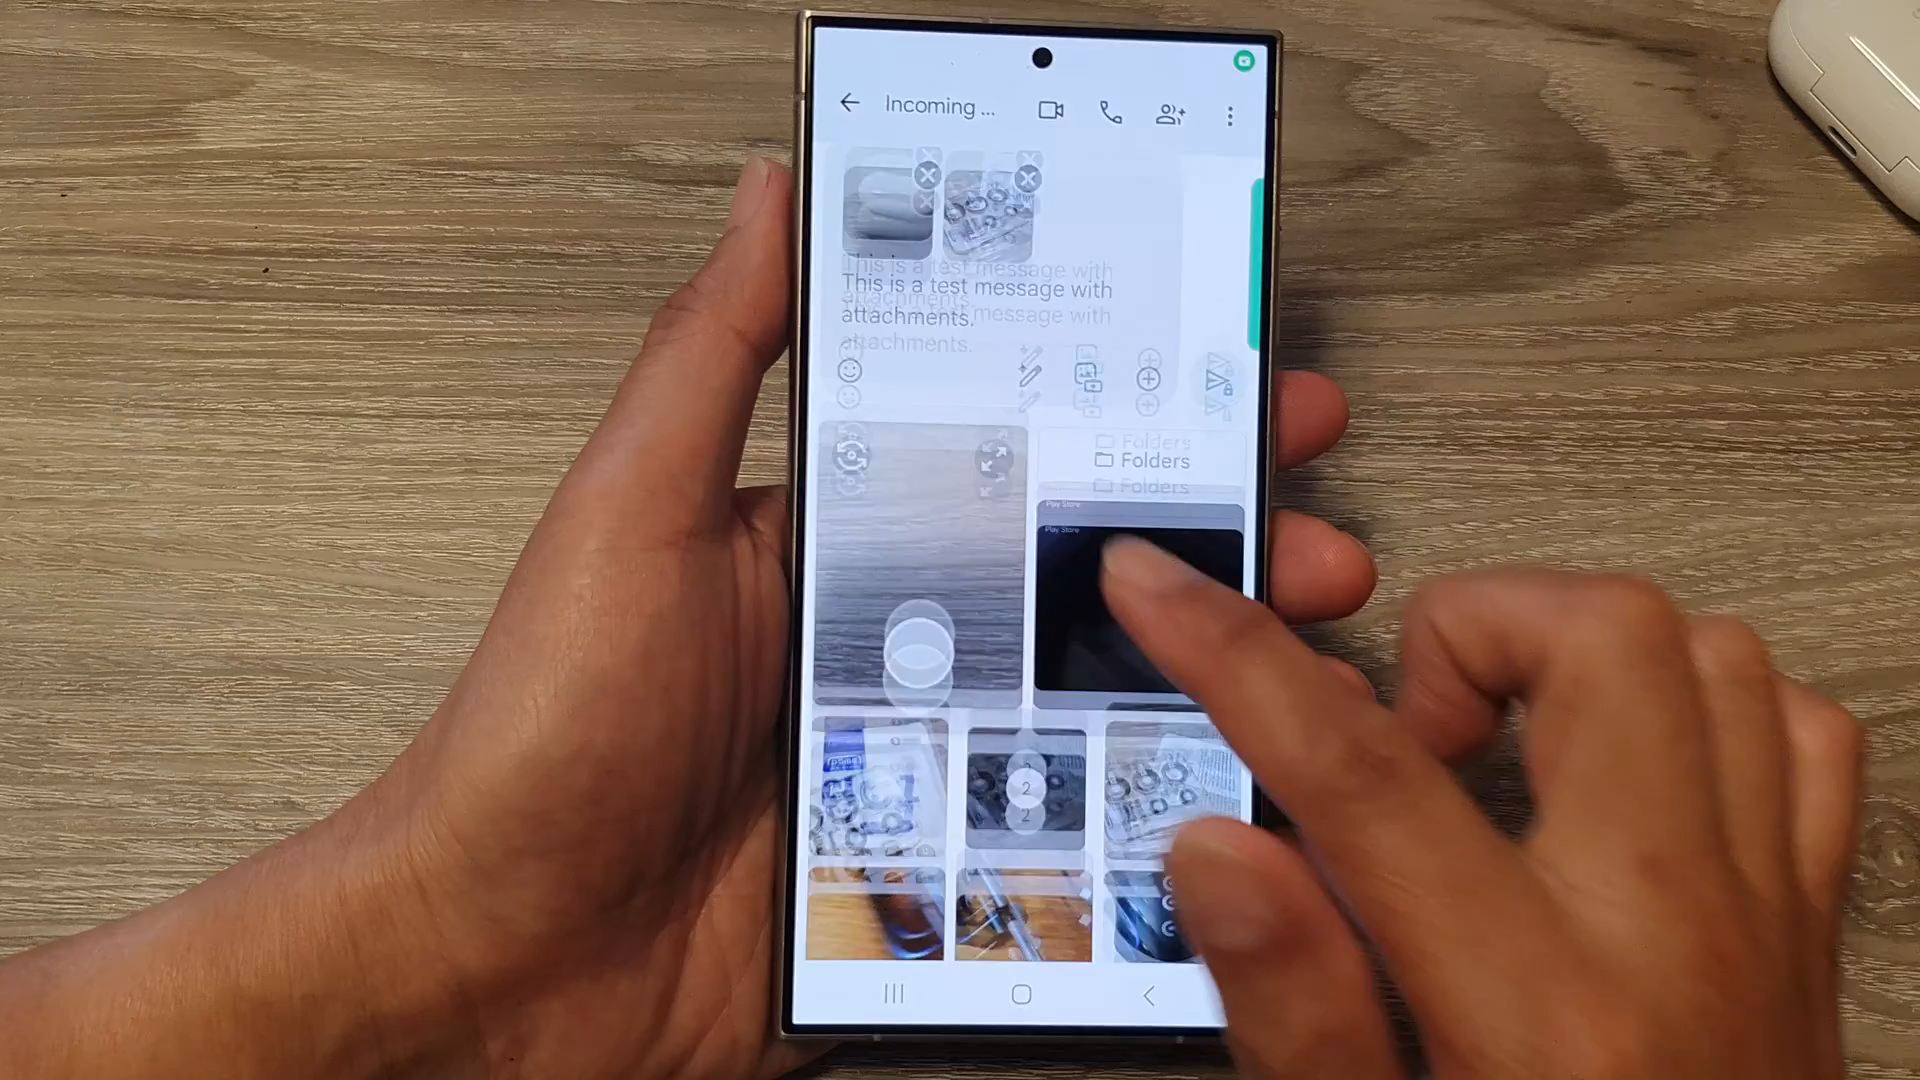 Incoming ...
This is a test message with
attachments.
Folders
Play Store
2